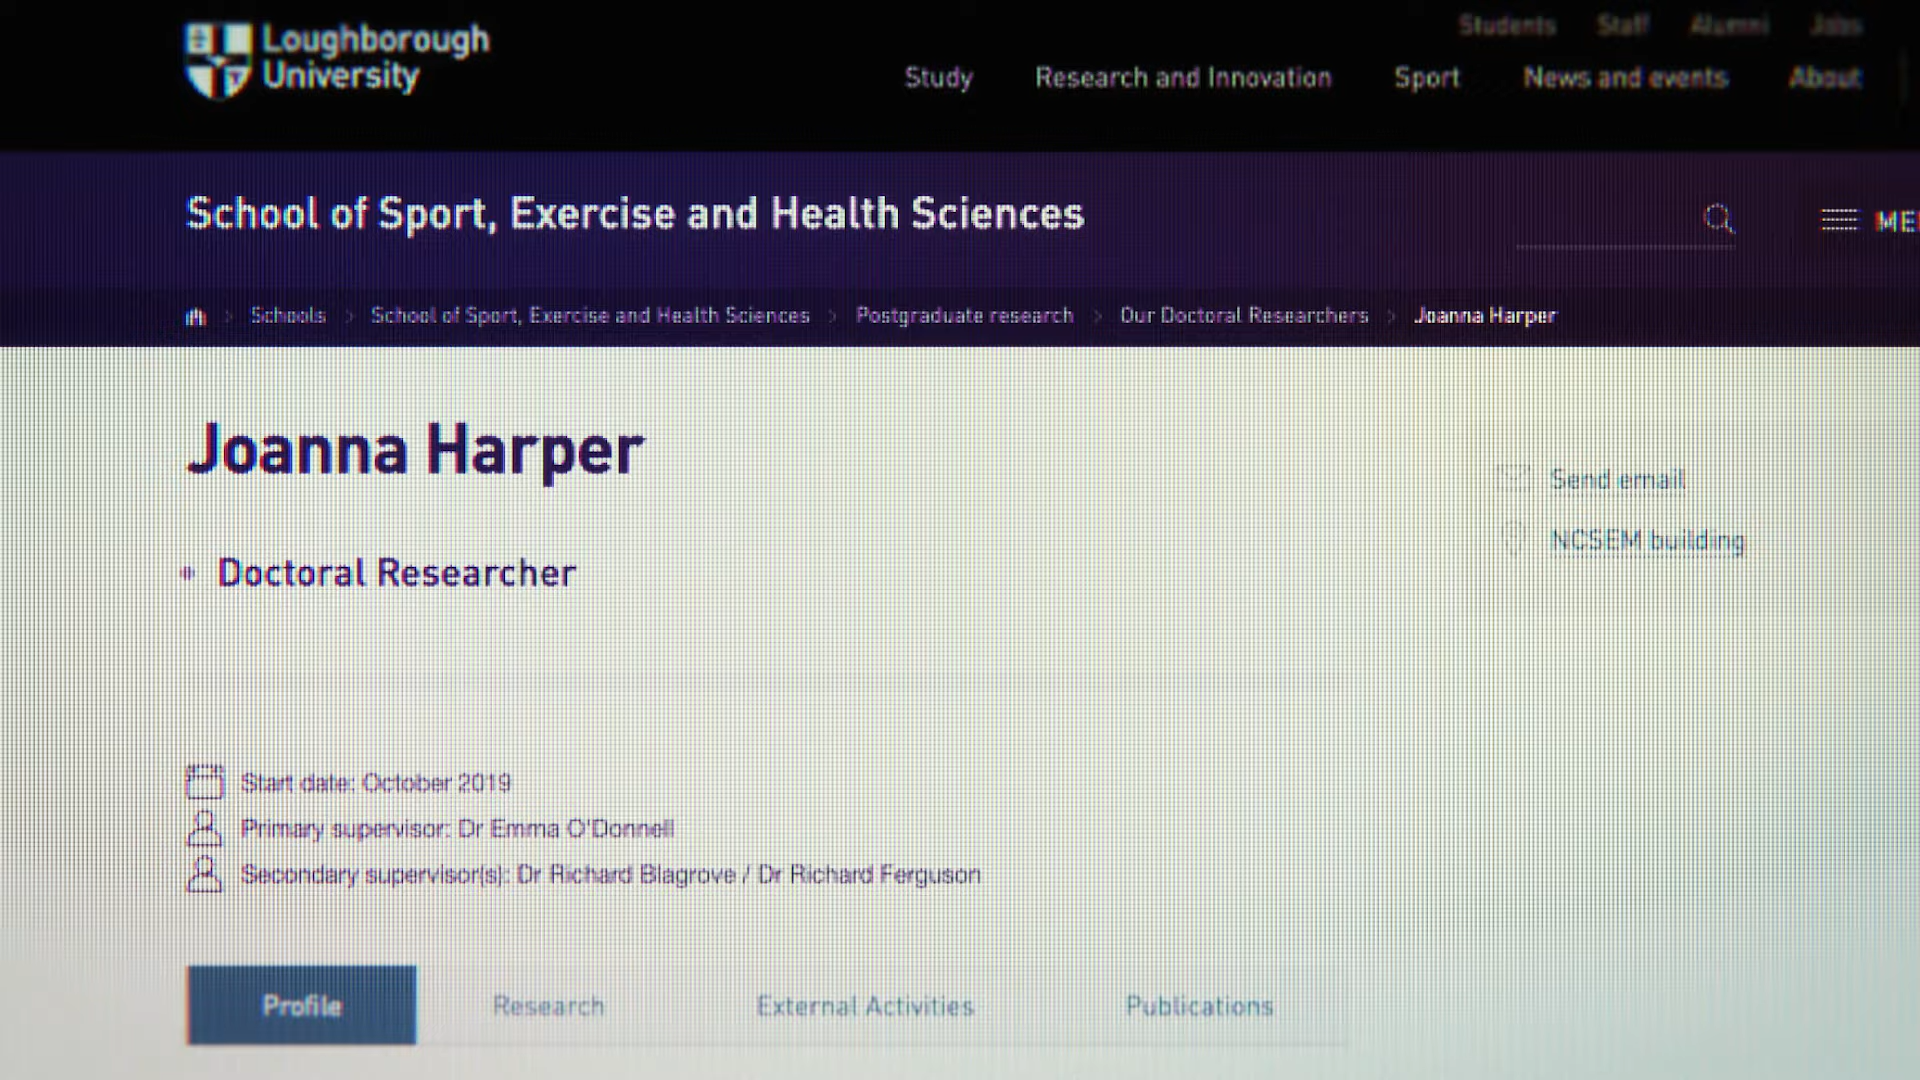 Loughborough
University
Students Staff Alumni Jobs
Study Research and Innovation Sport News and events About
School of Sport, Exercise and Health Sciences
Schools > School of Sport, Exercise and Health Sciences > Postgraduate research > Our Doctoral Researchers > Joanna Harper
Joanna Harper
Send email
NCSEM building
Doctoral Researcher
Start date: October 2019
Primary supervisor: Dr Emma O'Donnell
Secondary supervisor(s): Dr Richard Blagrove / Dr Richard Ferguson
Profile Research External Activities Publications